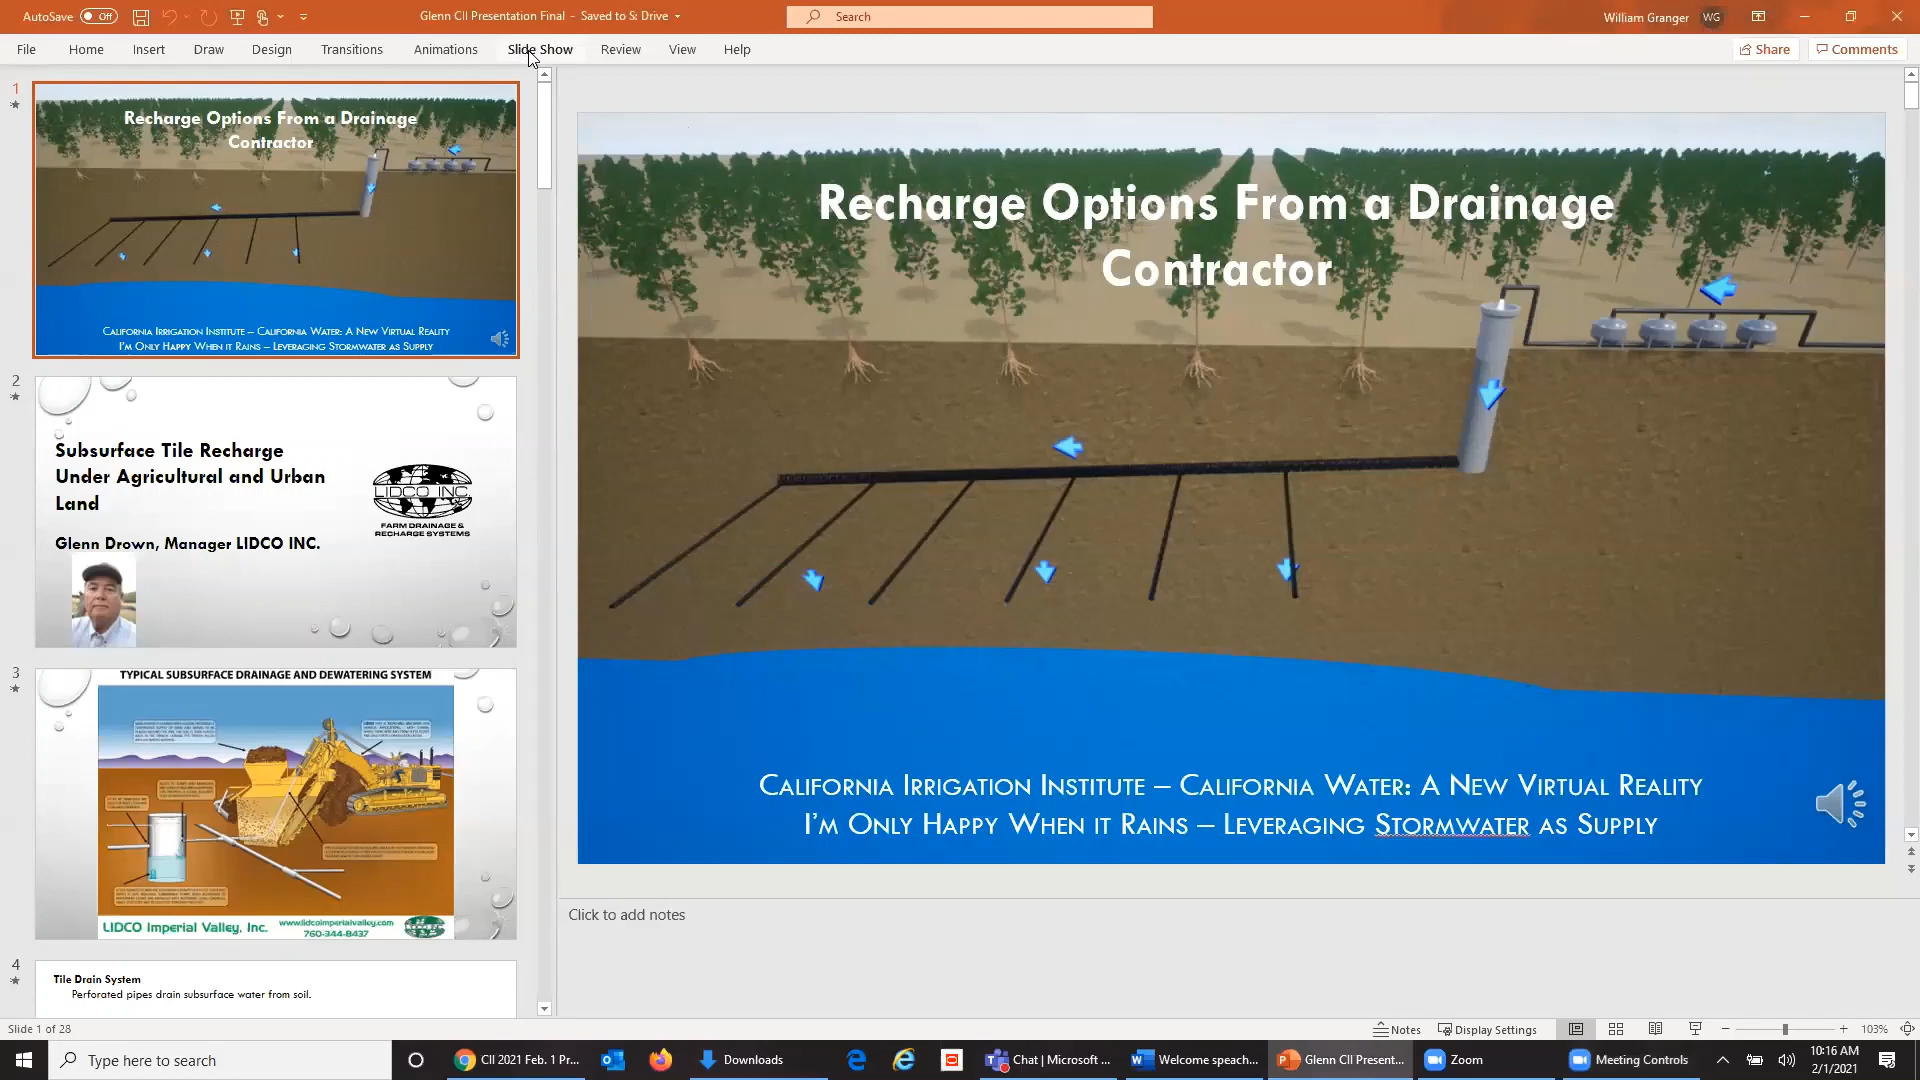 AutoSave Off
Glenn CII Presentation Final - Saved to S: Drive
Search
William Granger WG
File Home Insert Draw Design Transitions Animations Slide Show Review View Help
Share Comments
1
Recharge Options From a Drainage
Contractor
California Irrigation Institute – California Water: A New Virtual Reality
I'm Only Happy When it Rains – Leveraging Stormwater as Supply
2
Subsurface Tile Recharge
Under Agricultural and Urban
Land
Glenn Drown, Manager LIDCO INC.
LIDCO INC.
FARM DRAINAGE &
RECHARGE SYSTEMS
3
TYPICAL SUBSURFACE DRAINAGE AND DEWATERING SYSTEM
LIDCO Imperial Valley, Inc.
www.lidcoimperialvalley.com
760-344-8437
4
Tile Drain System
Perforated pipes drain subsurface water from soil.
Recharge Options From a Drainage
Contractor
California Irrigation Institute – California Water: A New Virtual Reality
I'm Only Happy When it Rains – Leveraging Stormwater as Supply
Click to add notes
Slide 1 of 28
Notes Display Settings 103%
Type here to search
CII 2021 Feb. 1 Pr...
Downloads
Chat | Microsoft ...
Welcome speach...
Glenn CII Present...
Zoom
Meeting Controls
10:16 AM
2/1/2021